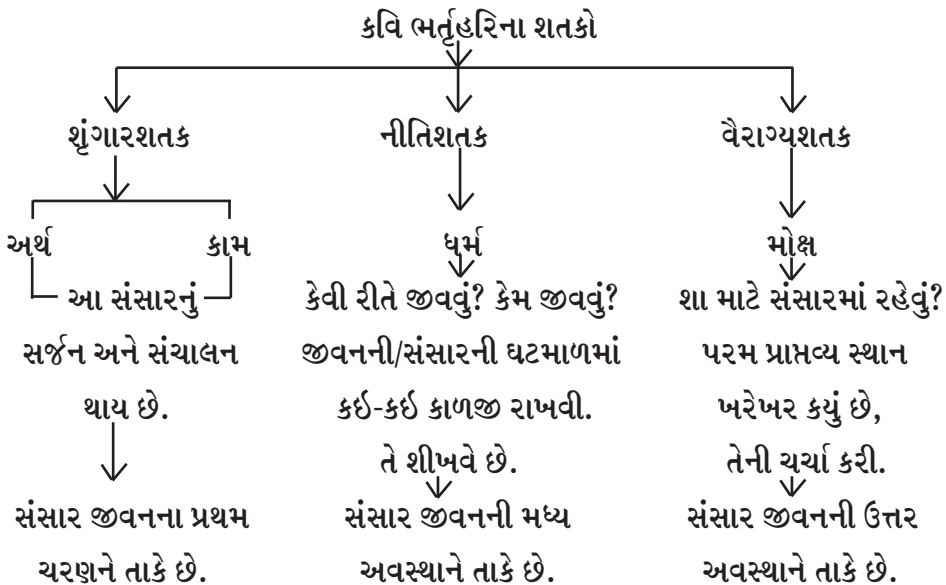 કવિ ભર્તૃહરિના શતકો
શૃંગારશતક
અર્થ
કામ
આ સંસારનું
સર્જન અને સંચાલન
થાય છે.
સંસાર જીવનના પ્રથમ
ચરણને તાકે છે.
નીતિશતક
ધર્મ
કેવી રીતે જીવવું? કેમ જીવવું?
જીવનની/સંસારની ઘટમાળમાં
કઇ-કઇ કાળજી રાખવી.
તે શીખવે છે.
સંસાર જીવનની મધ્ય
અવસ્થાને તાકે છે.
વૈરાગ્યશતક
મોક્ષ
શા માટે સંસારમાં રહેવું?
પરમ પ્રાપ્તવ્ય સ્થાન
ખરેખર કયું છે,
તેની ચર્ચા કરી.
સંસાર જીવનની ઉત્તર
અવસ્થાને તાકે છે.